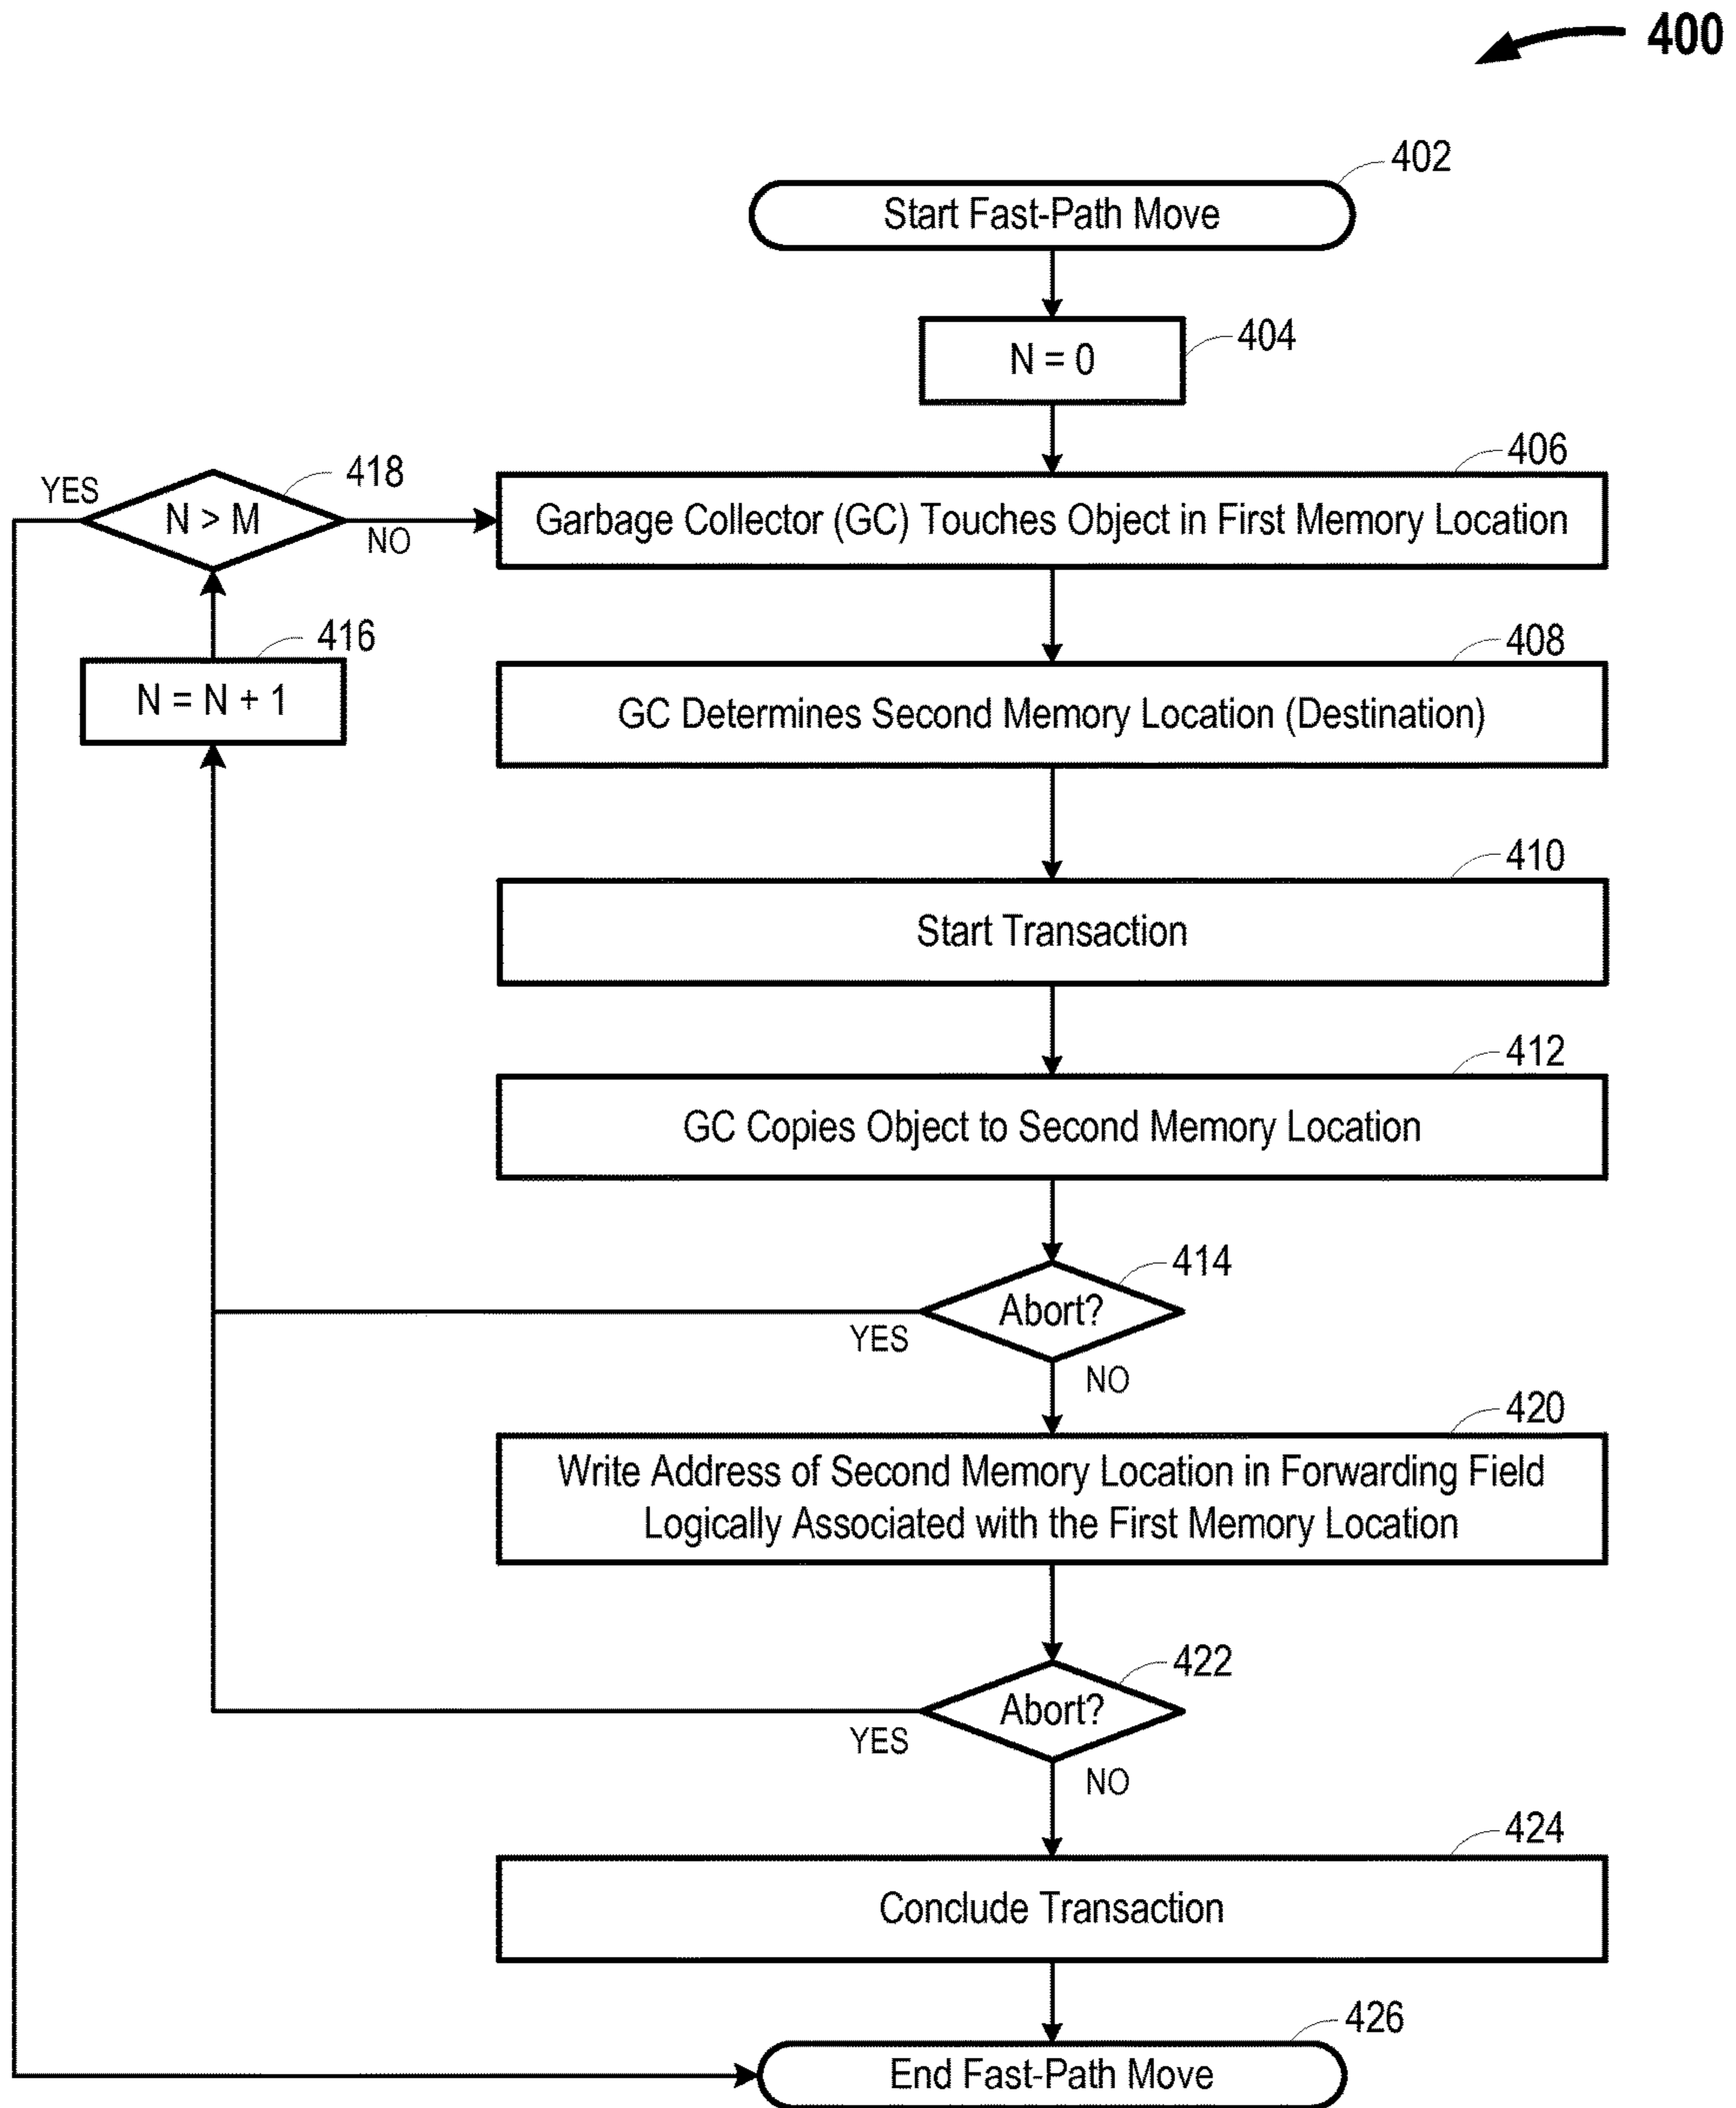 400
402
Start Fast-Path Move
404
N = 0
406
418
YES
N > M
NO
Garbage Collector (GC) Touches Object in First Memory Location
416
N = N + 1
408
GC Determines Second Memory Location (Destination)
410
Start Transaction
412
GC Copies Object to Second Memory Location
414
Abort?
YES
NO
420
Write Address of Second Memory Location in Forwarding Field
Logically Associated with the First Memory Location
422
Abort?
YES
NO
424
Conclude Transaction
426
End Fast-Path Move